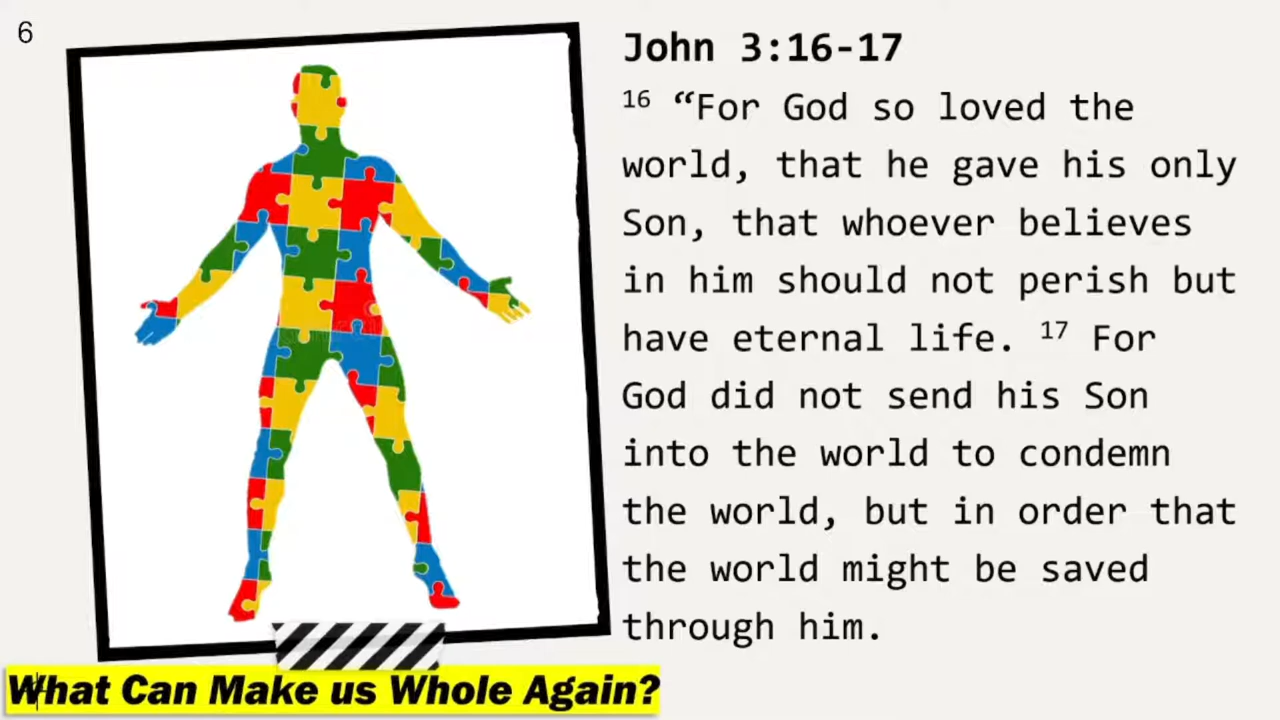 6
John 3:16-17
16 “For God so loved the
world, that he gave his only
Son, that whoever believes
in him should not perish but
have eternal life. 17 For
God did not send his Son
into the world to condemn
the world, but in order that
the world might be saved
through him.
What Can Make us Whole Again?